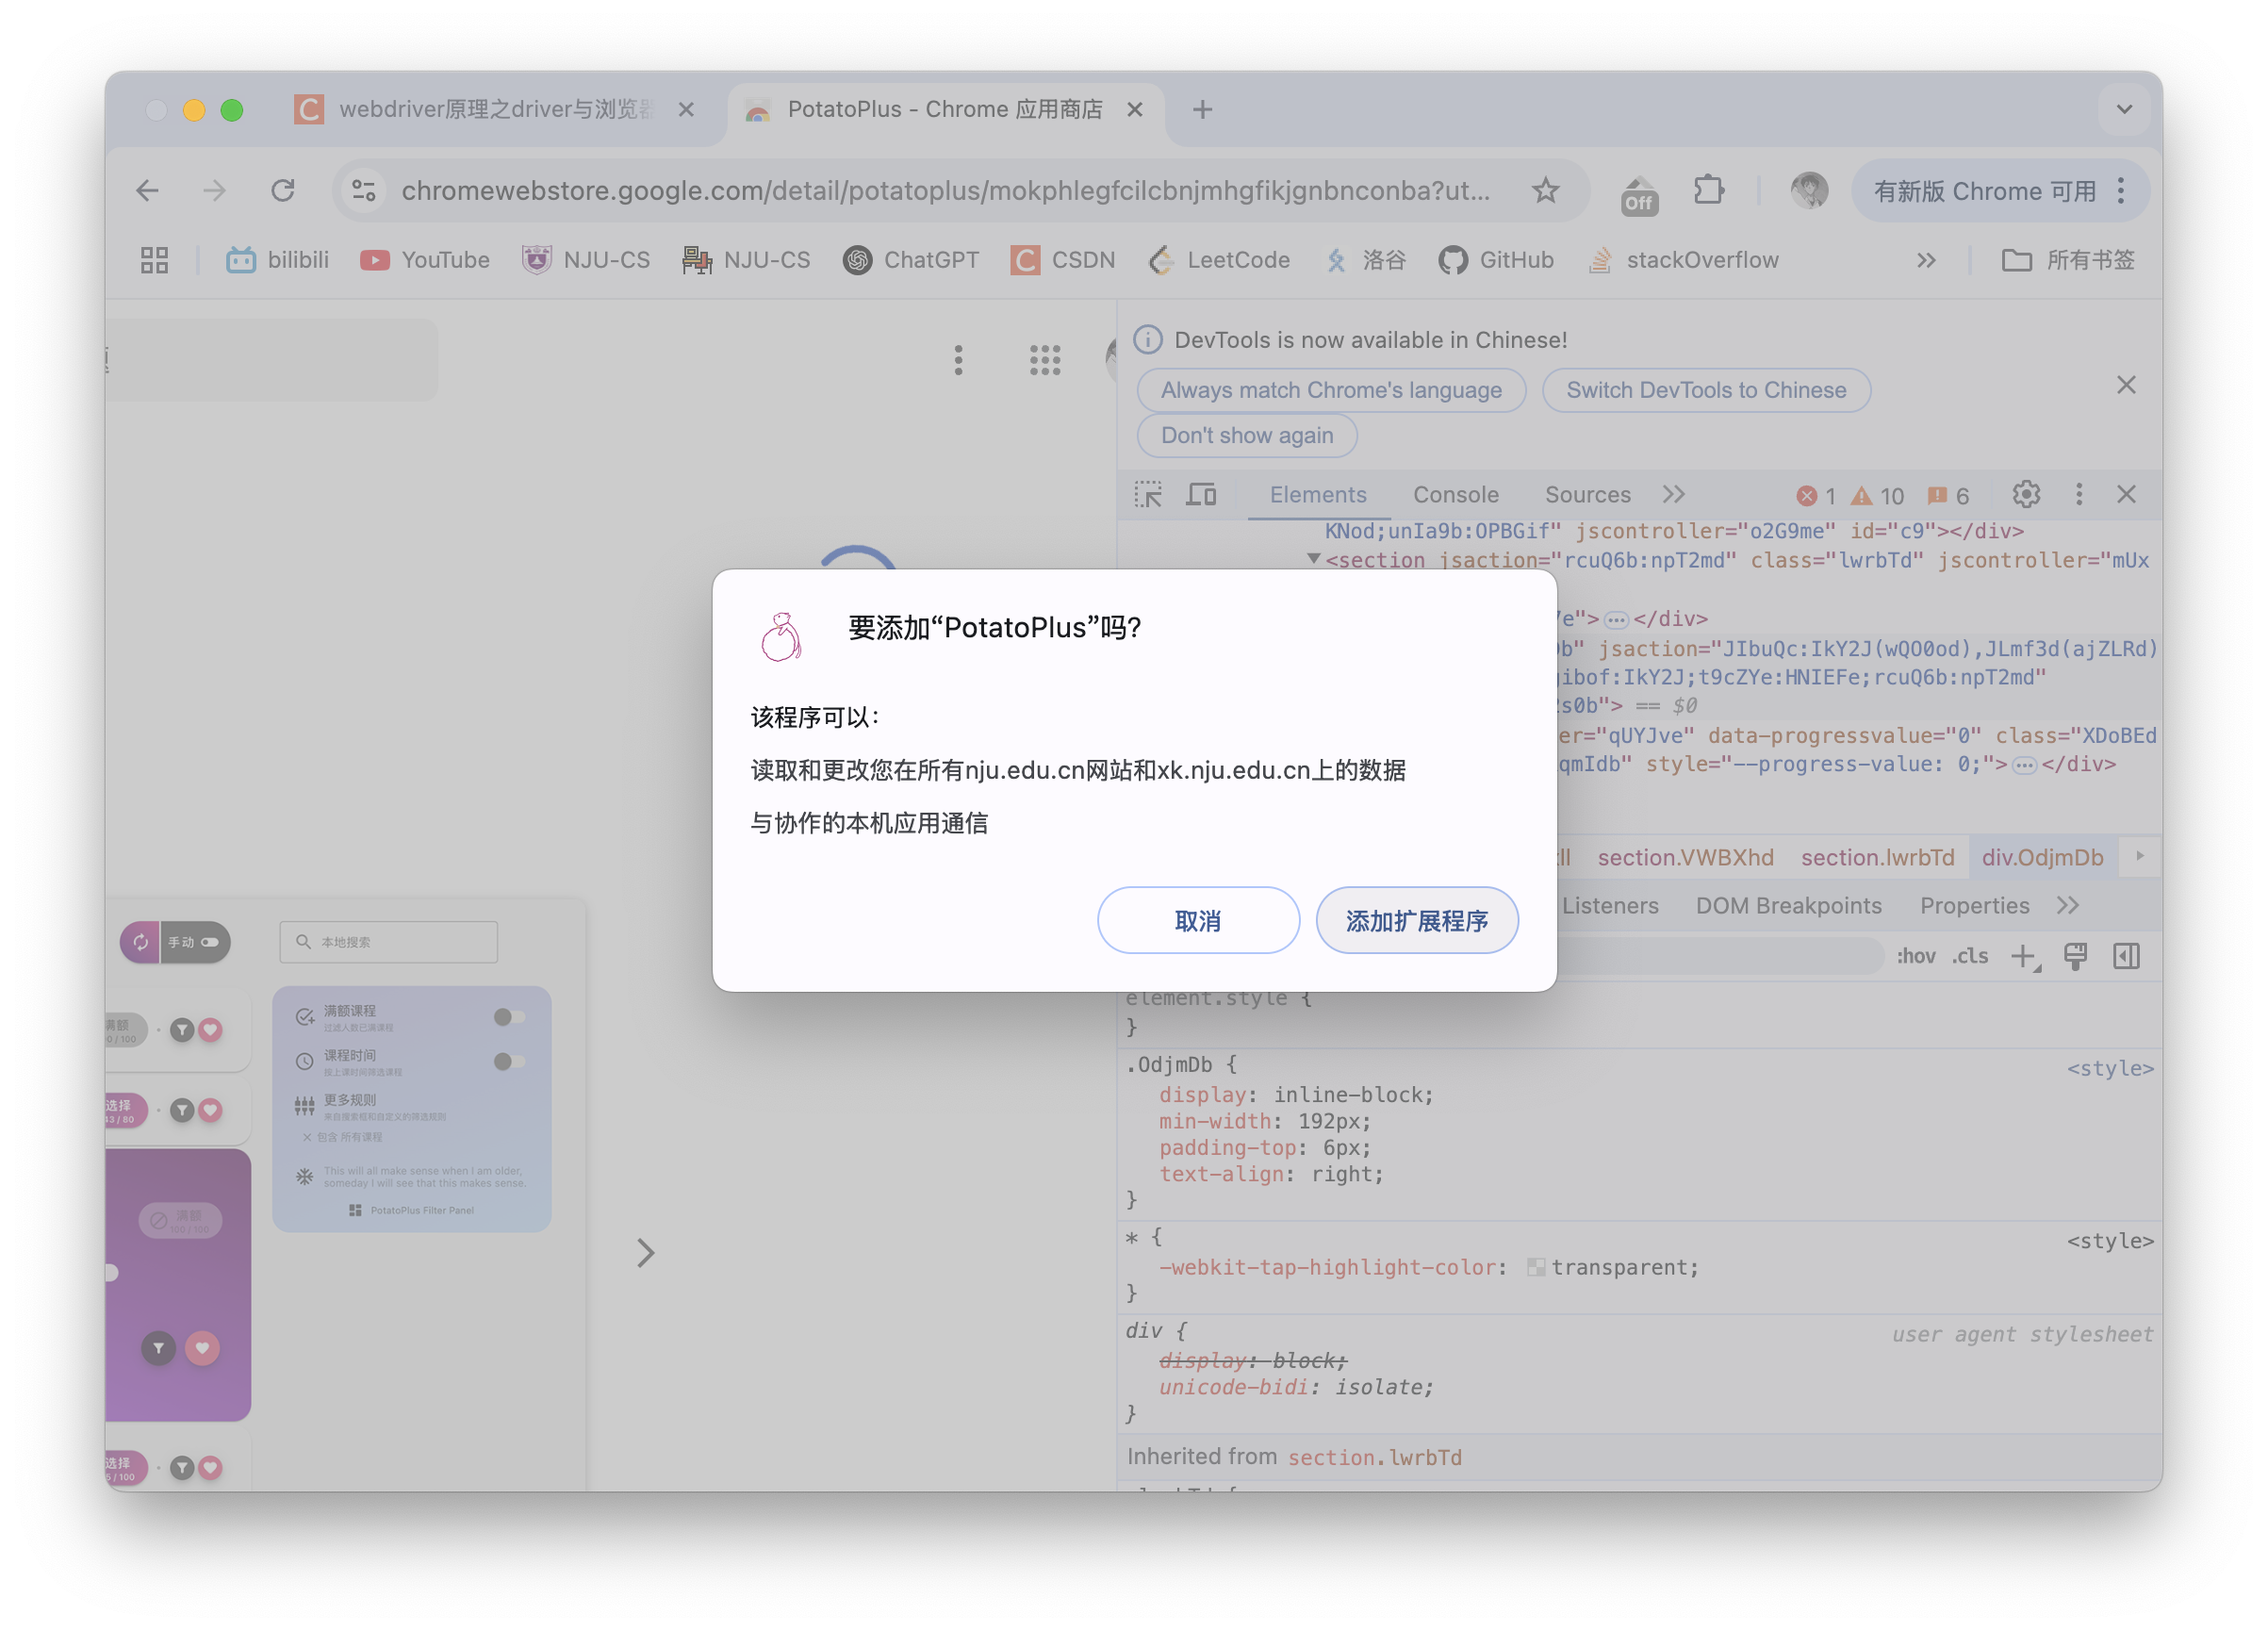 webdriver原理之driver与浏览器
PotatoPlus - Chrome 应用商店
chromewebstore.google.com/detail/potatoplus/mokphlegfcilcbnjmhgfikjgnbnconba?ut...
Off
有新版 Chrome 可用
bilibili
YouTube
NJU-CS
NJU-CS
ChatGPT
CSDN
LeetCode
洛谷
GitHub
stackOverflow
所有书签
DevTools is now available in Chinese!
Always match Chrome's language
Switch DevTools to Chinese
Don't show again
Elements
Console
Sources
1
10
6
KNod;unIa9b:OPBGif" jscontroller="o2G9me" id="c9"></div>
<section jsaction="rcuQ6b:npT2md" class="lwrbTd" jscontroller="mUx
e">…</div>
b" jsaction="JIbuQc:IkY2J(wQO0od),JLmf3d(ajZLRd)
ibof:IkY2J;t9cZYe:HNIEFe;rcuQ6b:npT2md"
s0b"> == $0
er="qUYJve" data-progressvalue="0" class="XDoBEd
qmIdb" style="--progress-value: 0;">…</div>
要添加“PotatoPlus”吗?
该程序可以:
读取和更改您在所有nju.edu.cn网站和xk.nju.edu.cn上的数据
与协作的本机应用通信
取消
添加扩展程序
ll
section.VWBXhd
section.lwrbTd
div.OdjmDb
Listeners
DOM Breakpoints
Properties
:hov
.cls
手动
本地搜索
满额
0 / 100
满额课程
过滤人数已满课程
课程时间
按上课时间筛选课程
选择
43 / 80
更多规则
来自搜索框和自定义的筛选规则
包含 所有课程
This will all make sense when I am older,
someday I will see that this makes sense.
PotatoPlus Filter Panel
满额
100 / 100
选择
5 / 100
element.style {
}
.OdjmDb {
<style>
display: inline-block;
min-width: 192px;
padding-top: 6px;
text-align: right;
}
* {
<style>
-webkit-tap-highlight-color: transparent;
}
div {
user agent stylesheet
display: block;
unicode-bidi: isolate;
}
Inherited from section.lwrbTd